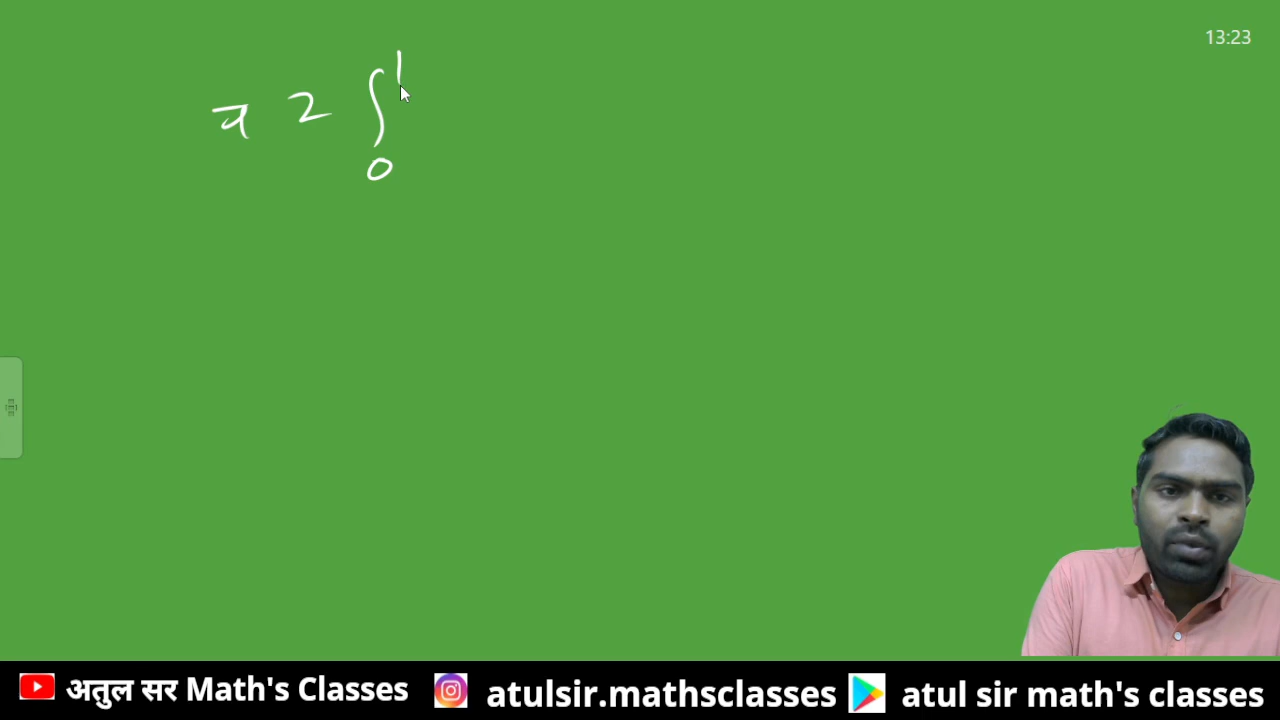 13:23
= 2 ∫₀¹
अतुल सर Math's Classes atulsir.mathsclasses atul sir math's classes